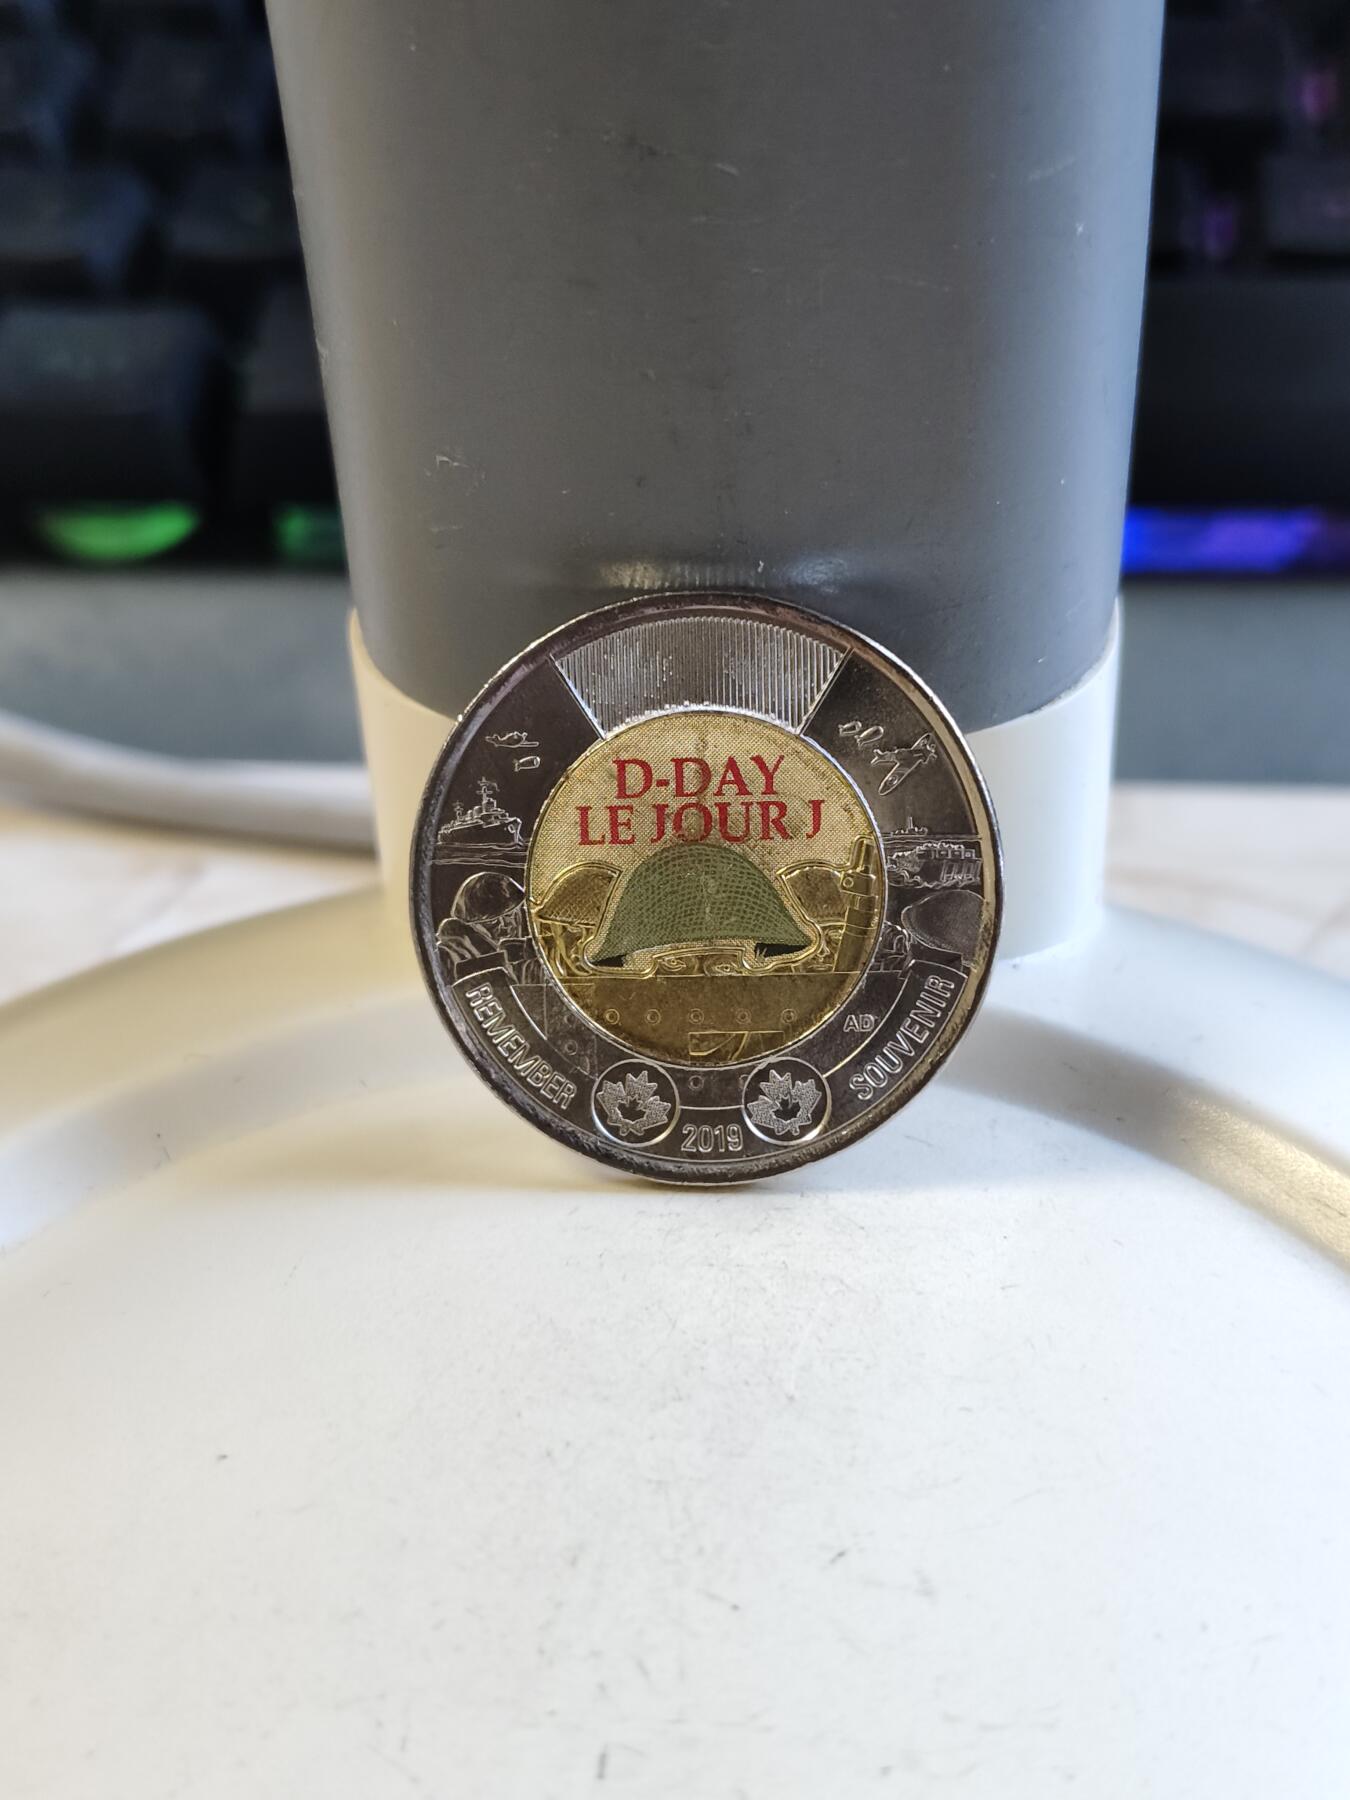 D-DAY
LE JOUR J
AD
REMEMBER
SOUVENIR
2019